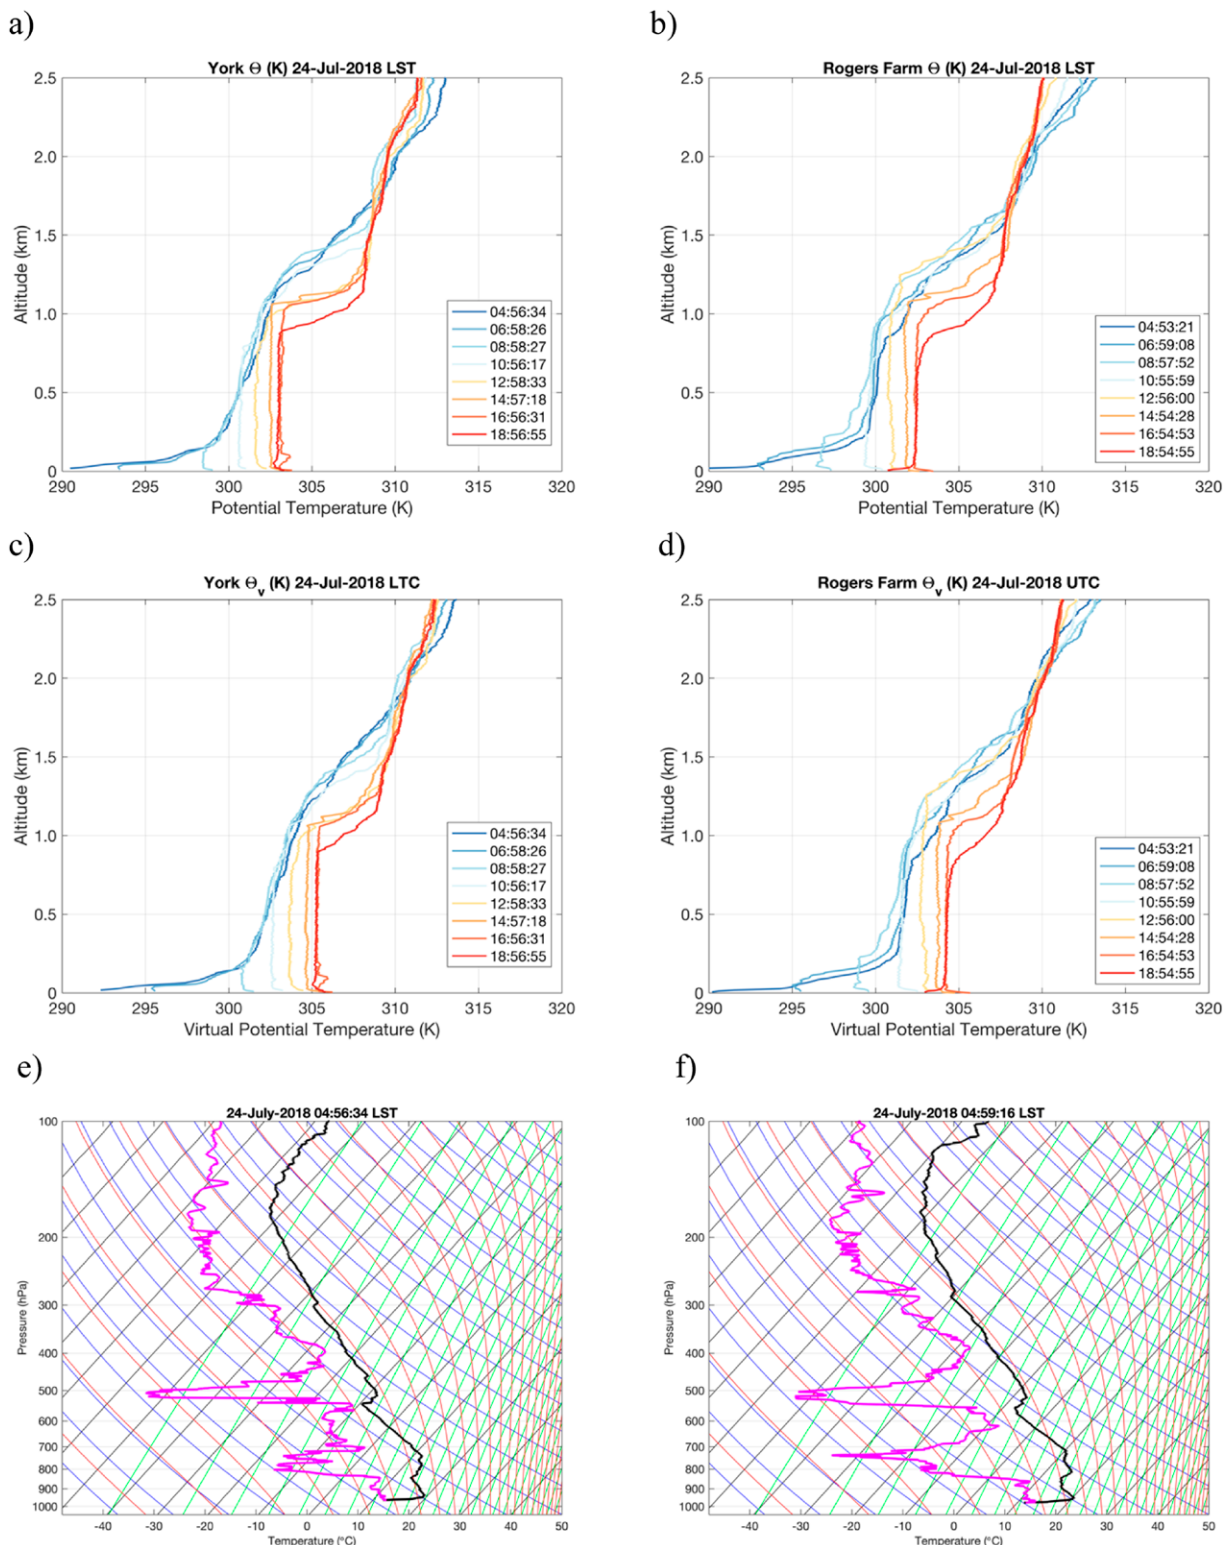 a)
b)
York Θ (K) 24-Jul-2018 LST
Rogers Farm Θ (K) 24-Jul-2018 LST
2.5
2.0
1.5
1.0
0.5
0
Altitude (km)
04:56:34
06:58:26
08:58:27
10:56:17
12:58:33
14:57:18
16:56:31
18:56:55
290 295 300 305 310 315 320
Potential Temperature (K)
2.5
2.0
1.5
1.0
0.5
0
Altitude (km)
04:53:21
06:59:08
08:57:52
10:55:59
12:56:00
14:54:28
16:54:53
18:54:55
290 295 300 305 310 315 320
Potential Temperature (K)
c)
d)
York Θv (K) 24-Jul-2018 LTC
Rogers Farm Θv (K) 24-Jul-2018 UTC
2.5
2.0
1.5
1.0
0.5
0
Altitude (km)
04:56:34
06:58:26
08:58:27
10:56:17
12:58:33
14:57:18
16:56:31
18:56:55
290 295 300 305 310 315 320
Virtual Potential Temperature (K)
2.5
2.0
1.5
1.0
0.5
0
Altitude (km)
04:53:21
06:59:08
08:57:52
10:55:59
12:56:00
14:54:28
16:54:53
18:54:55
290 295 300 305 310 315 320
Virtual Potential Temperature (K)
e)
f)
24-July-2018 04:56:34 LST
24-July-2018 04:59:16 LST
100
200
300
400
500
600
700
800
900
1000
Pressure (hPa)
-40 -30 -20 -10 0 10 20 30 40 50
Temperature (°C)
100
200
300
400
500
600
700
800
900
1000
Pressure (hPa)
-40 -30 -20 -10 0 10 20 30 40 50
Temperature (°C)